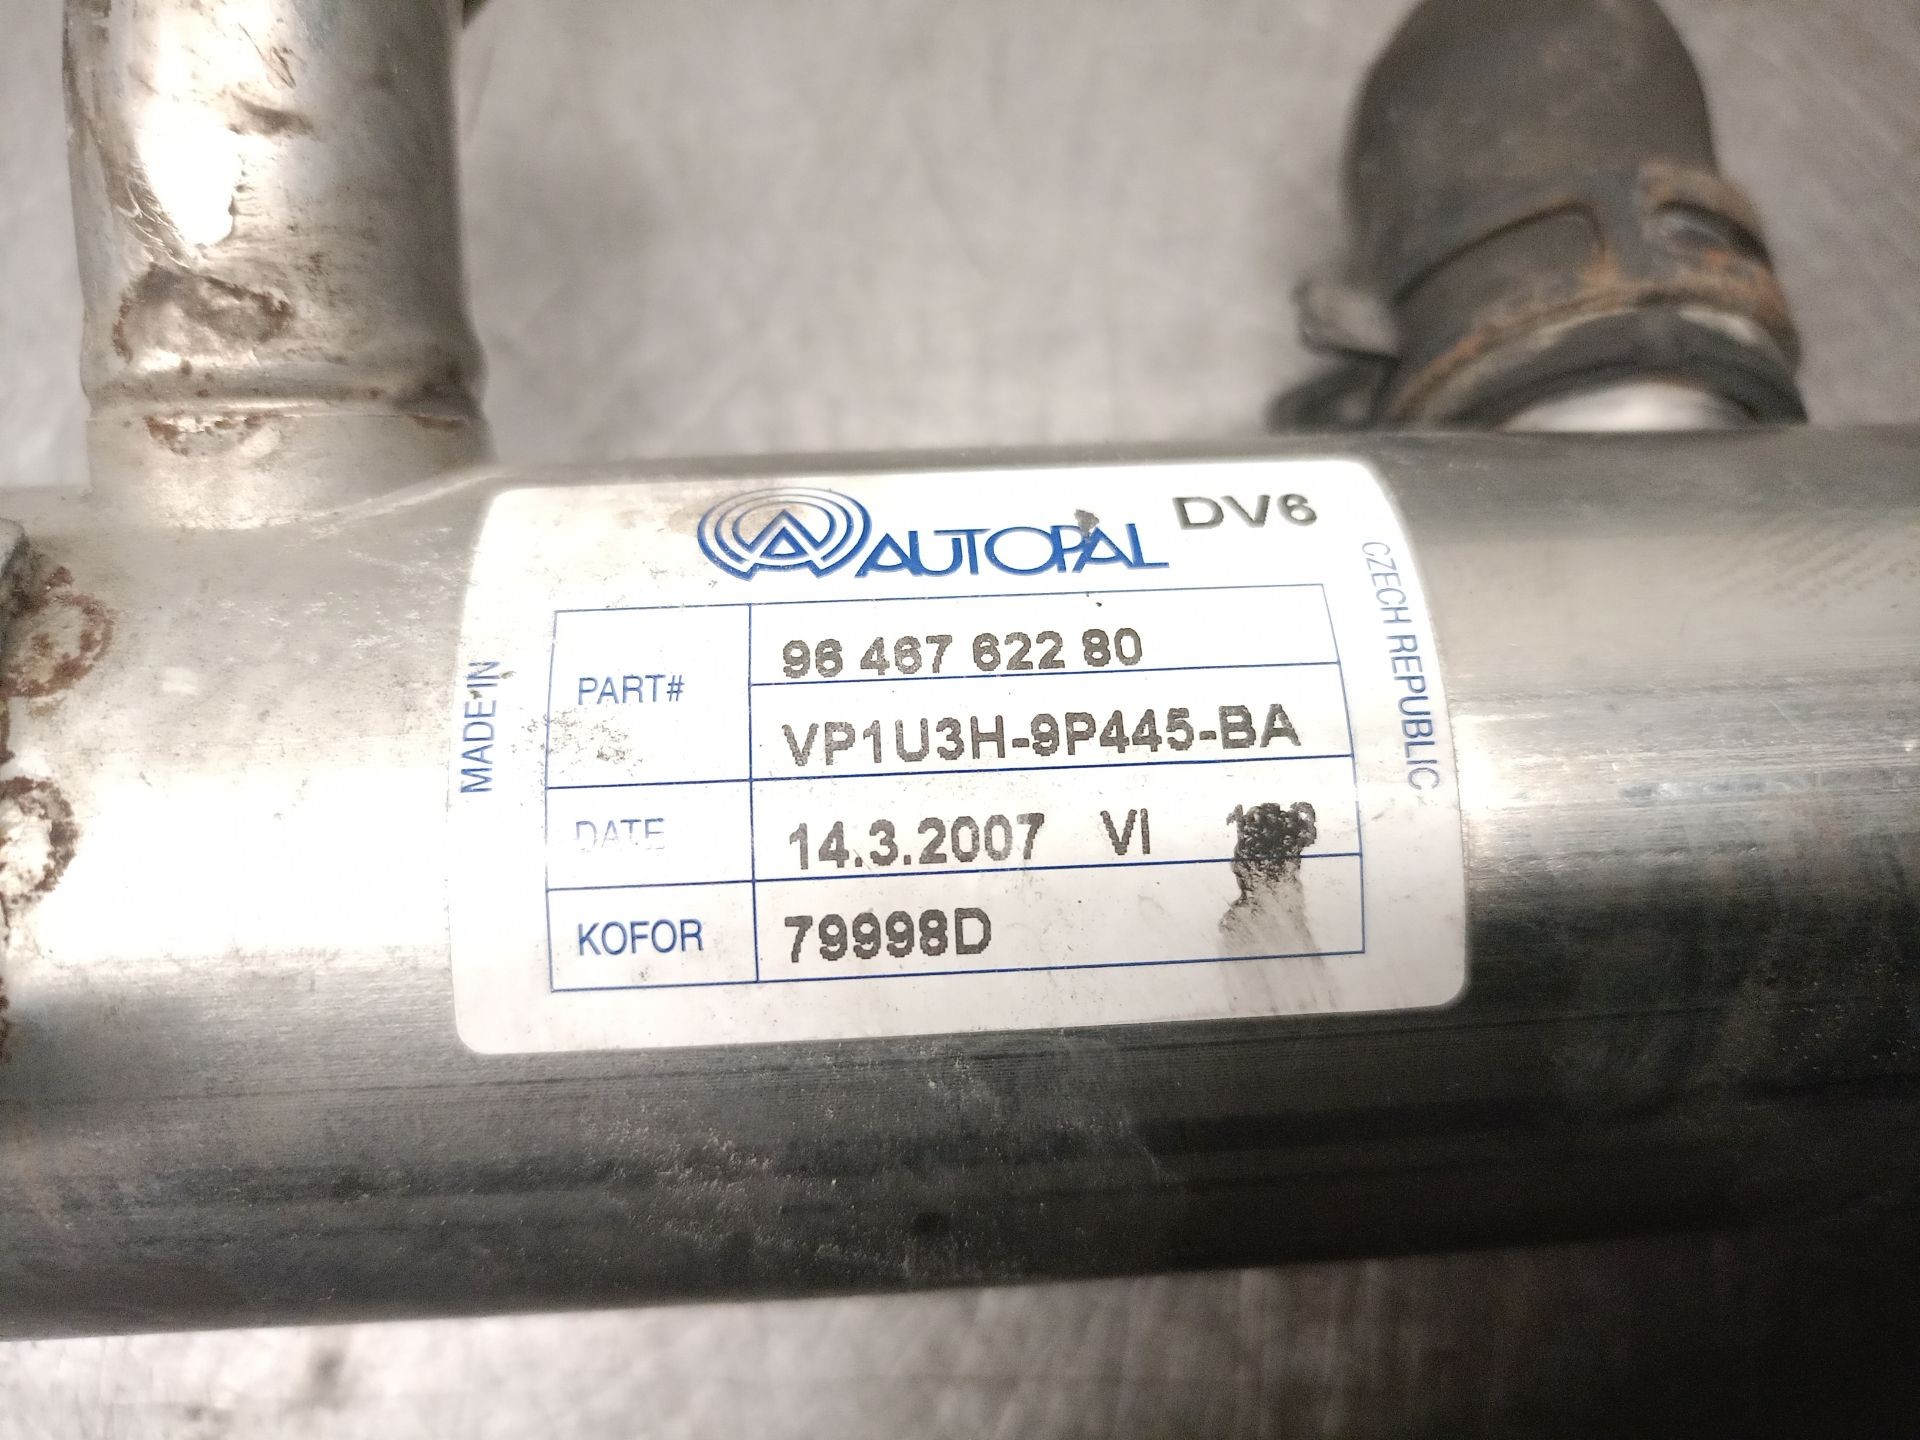 AUTOPAL DV6
MADE IN
CZECH REPUBLIC
PART# 96 467 622 80
VP1U3H-9P445-BA
DATE 14.3.2007 VI
KOFOR 79998D